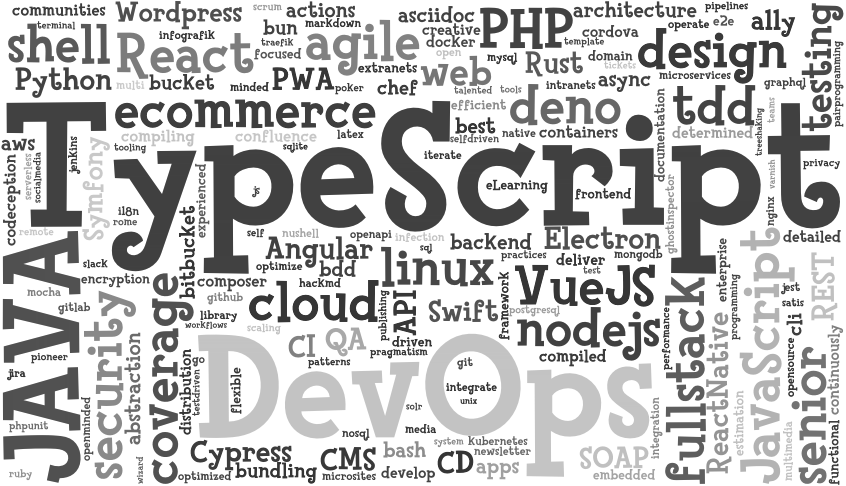 communities
scrum
actions
asciidoc
architecture
pipelines
terminal
Wordpress
markdown
creative
PHP
cordova
operate
e2e
ally
shell
infografik
bun
agile
docker
template
React
traefik
open
mysql
domain
design
testing
focused
extranets
web
Rust
tickets
Python
multi
bucket
minded
PWA
poker
chef
talented
tools
intranets
async
microservices
graphql
efficient
ecommerce
deno
tdd
teams
pairprogramming
aws
compiling
confluence
latex
best
native
containers
documentation
determined
treeshaking
tooling
sqlite
selfdriven
jenkins
iterate
codeception
serverless
socialmedia
Symfony
TypeScript
privacy
varnish
experienced
js
eLearning
frontend
ghostinspector
nginx
i18n
rome
bitbucket
remote
self
nushell
openapi
infection
sql
backend
Electron
detailed
slack
Angular
practices
deliver
mongodb
enterprise
optimize
bdd
linux
test
encryption
composer
hackmd
VueJS
REST
jest
mocha
github
cloud
publishing
API
Swift
framework
postgresql
programming
satis
gitlab
library
workflows
scaling
nodejs
JavaScript
cli
JAVA
security
coverage
CI
QA
driven
performance
fullstack
pioneer
abstraction
distribution
go
patterns
pragmatism
git
compiled
ReactNative
opensource
continuously
jira
testdriven
flexible
DevOps
integrate
senior
functional
unix
solr
phpunit
openminded
nosql
media
integration
estimation
multimedia
system
Kubernetes
Cypress
bash
newsletter
SOAP
ruby
wizard
optimized
bundling
CMS
microsites
develop
CD
apps
embedded